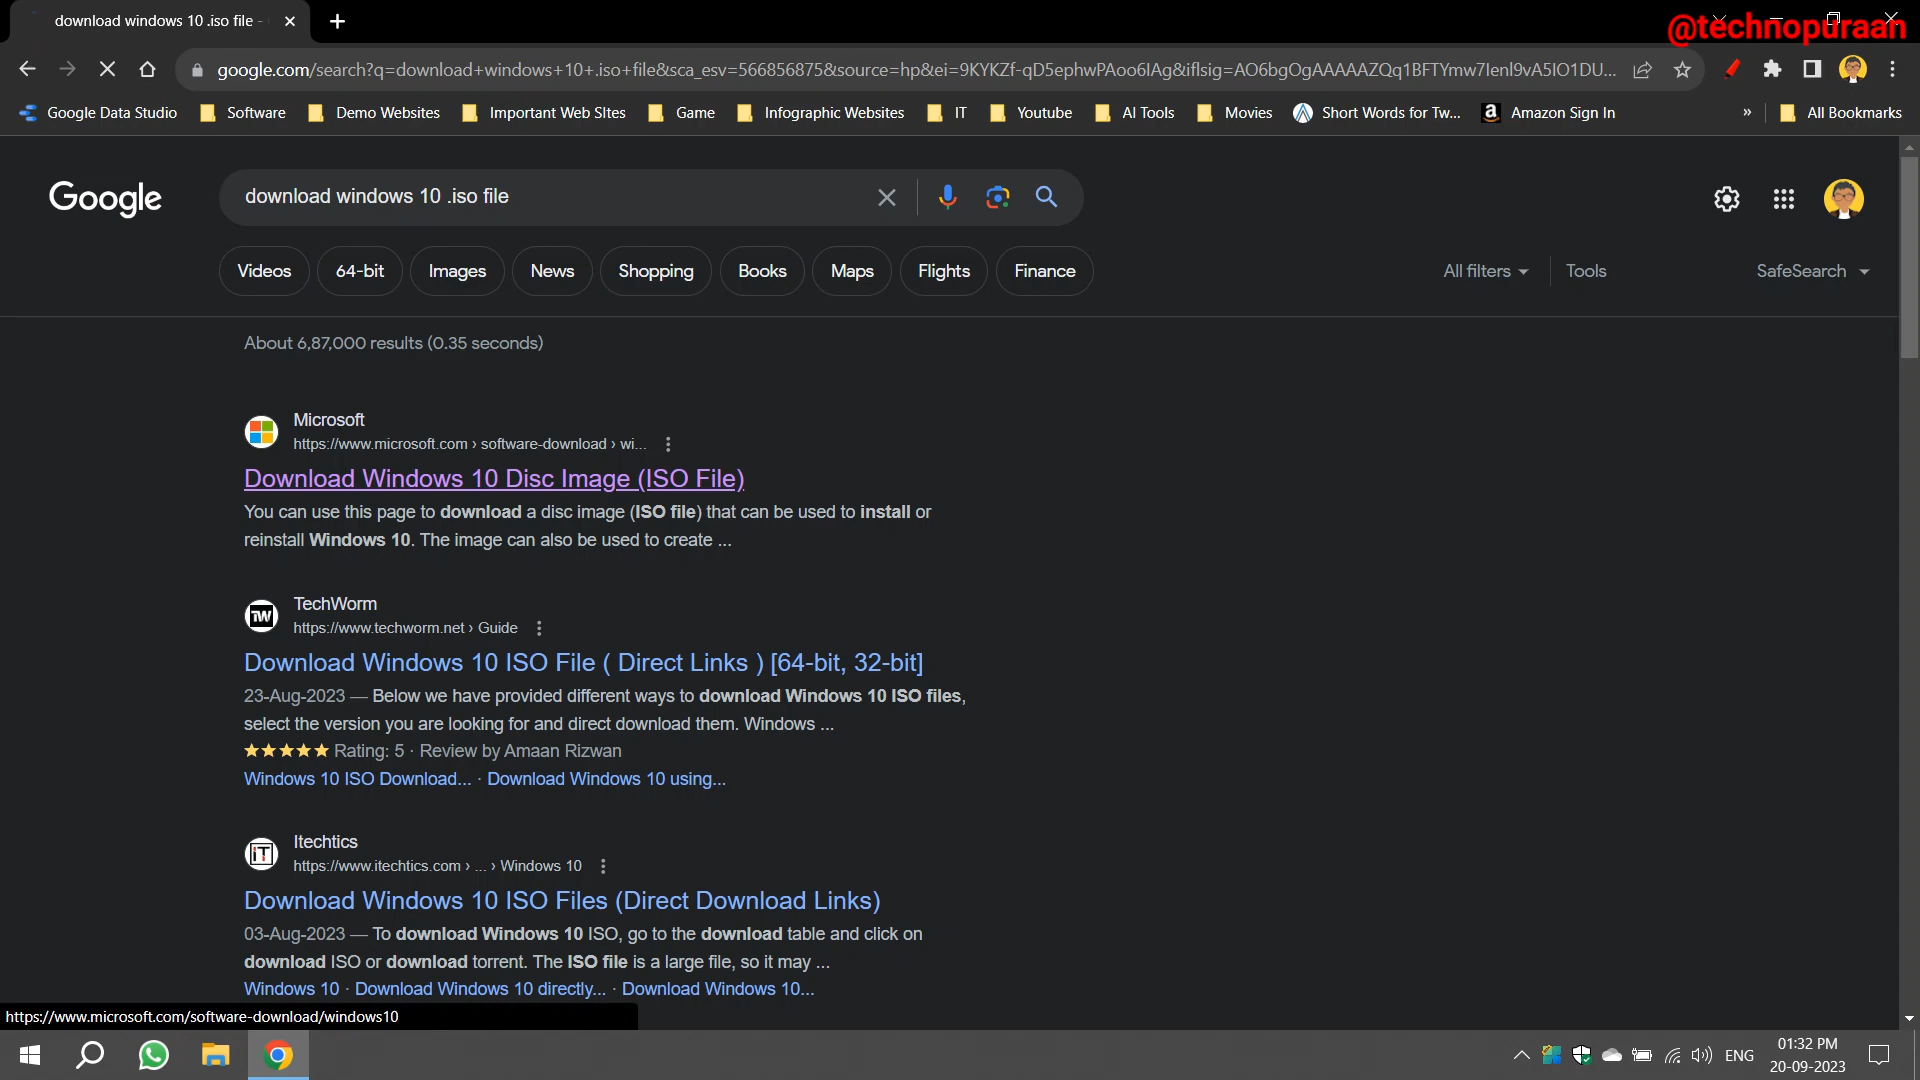 download windows 10 .iso file -
@technopuraan
google.com/search?q=download+windows+10+.iso+file&sca_esv=566856875&source=hp&ei=9KYKZf-qD5ephwPAoo6IAg&iflsig=AO6bgOgAAAAAZQq1BFTYmw7IenI9vA5IO1DU...
Google Data Studio Software Demo Websites Important Web SItes Game Infographic Websites IT Youtube AI Tools Movies Short Words for Tw... Amazon Sign In » All Bookmarks
Google download windows 10 .iso file
Videos 64-bit Images News Shopping Books Maps Flights Finance All filters Tools SafeSearch
About 6,87,000 results (0.35 seconds)
Microsoft
https://www.microsoft.com › software-download › wi...
Download Windows 10 Disc Image (ISO File)
You can use this page to download a disc image (ISO file) that can be used to install or
reinstall Windows 10. The image can also be used to create ...
TW TechWorm
https://www.techworm.net › Guide
Download Windows 10 ISO File ( Direct Links ) [64-bit, 32-bit]
23-Aug-2023 — Below we have provided different ways to download Windows 10 ISO files,
select the version you are looking for and direct download them. Windows ...
Rating: 5 · Review by Amaan Rizwan
Windows 10 ISO Download... · Download Windows 10 using...
iT Itechtics
https://www.itechtics.com › ... › Windows 10
Download Windows 10 ISO Files (Direct Download Links)
03-Aug-2023 — To download Windows 10 ISO, go to the download table and click on
download ISO or download torrent. The ISO file is a large file, so it may ...
Windows 10 · Download Windows 10 directly... · Download Windows 10...
https://www.microsoft.com/software-download/windows10
ENG
01:32 PM
20-09-2023